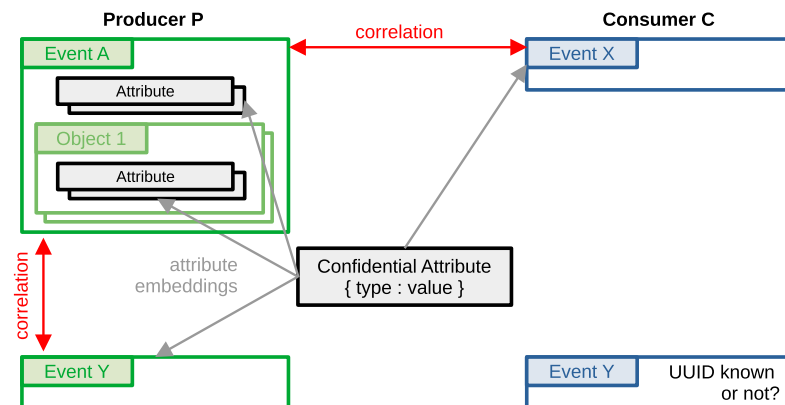 Producer P
Consumer C
correlation
Event A
Event X
Attribute
Object 1
Attribute
correlation
attribute
embeddings
Confidential Attribute
{ type : value }
Event Y
Event Y
UUID known
or not?